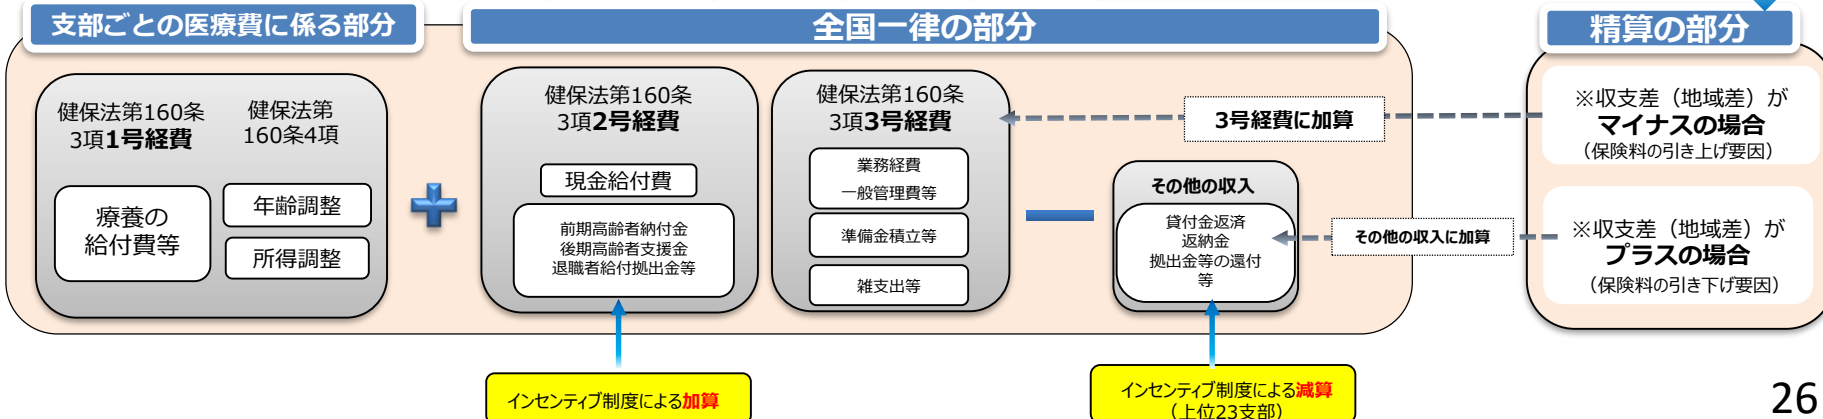 支部ごとの医療費に係る部分
全国一律の部分
精算の部分
健保法第160条
3項1号経費
健保法第
160条4項
療養の
給付費等
年齢調整
所得調整
健保法第160条
3項2号経費
現金給付費
前期高齢者納付金
後期高齢者支援金
退職者給付拠出金等
健保法第160条
3項3号経費
業務経費
一般管理費等
準備金積立等
雑支出等
3号経費に加算
その他の収入
貸付金返済
返納金
拠出金等の還付
等
その他の収入に加算
※収支差(地域差)が
マイナスの場合
(保険料の引き上げ要因)
※収支差(地域差)が
プラスの場合
(保険料の引き下げ要因)
インセンティブ制度による加算
インセンティブ制度による減算
(上位23支部)
26